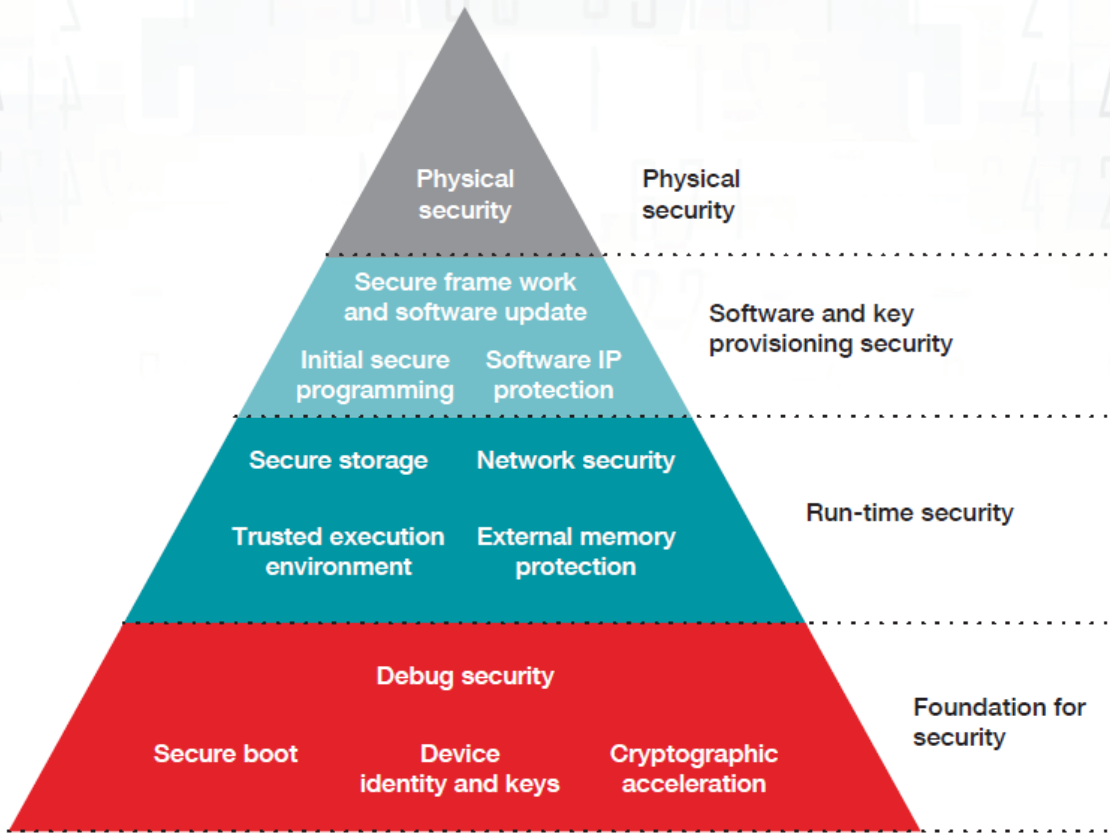 Physical
security
Physical
security
Secure frame work
and software update
Initial secure
programming
Software IP
protection
Software and key
provisioning security
Secure storage
Network security
Trusted execution
environment
External memory
protection
Run-time security
Debug security
Secure boot
Device
identity and keys
Cryptographic
acceleration
Foundation for
security